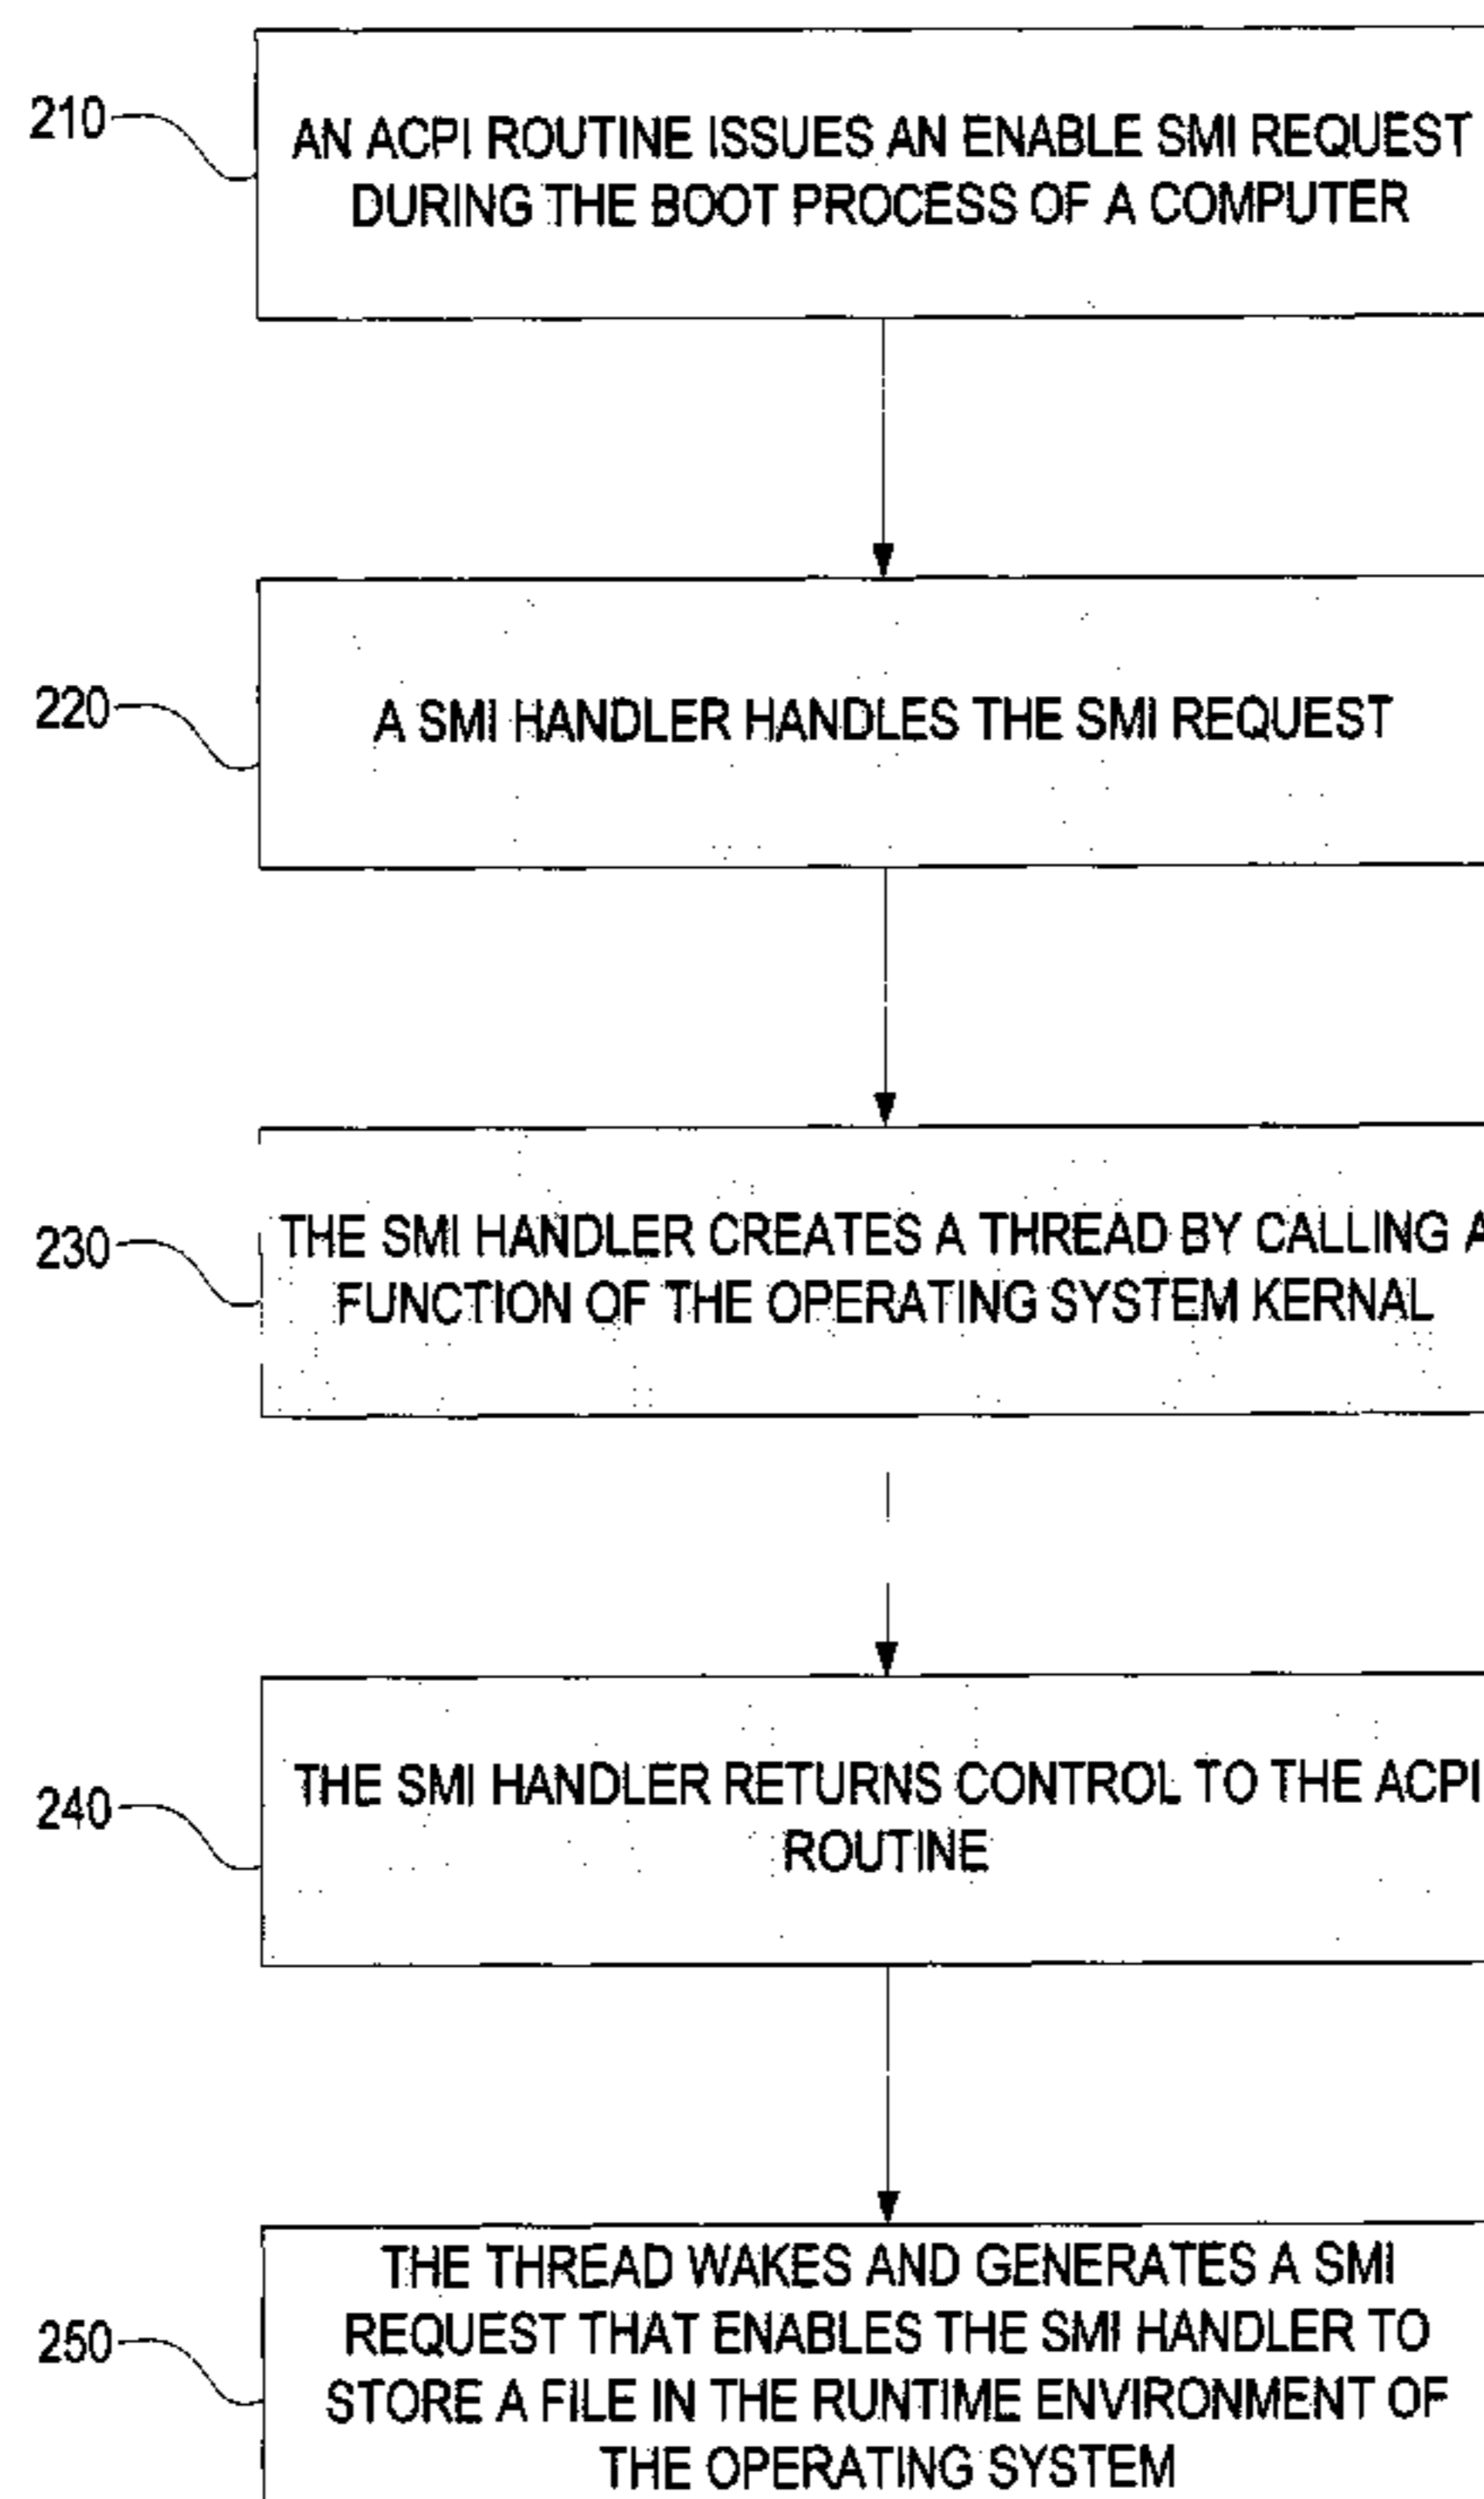 210
AN ACPI ROUTINE ISSUES AN ENABLE SMI REQUEST
DURING THE BOOT PROCESS OF A COMPUTER
220
A SMI HANDLER HANDLES THE SMI REQUEST
230
THE SMI HANDLER CREATES A THREAD BY CALLING A
FUNCTION OF THE OPERATING SYSTEM KERNAL
240
THE SMI HANDLER RETURNS CONTROL TO THE ACPI
ROUTINE
250
THE THREAD WAKES AND GENERATES A SMI
REQUEST THAT ENABLES THE SMI HANDLER TO
STORE A FILE IN THE RUNTIME ENVIRONMENT OF
THE OPERATING SYSTEM